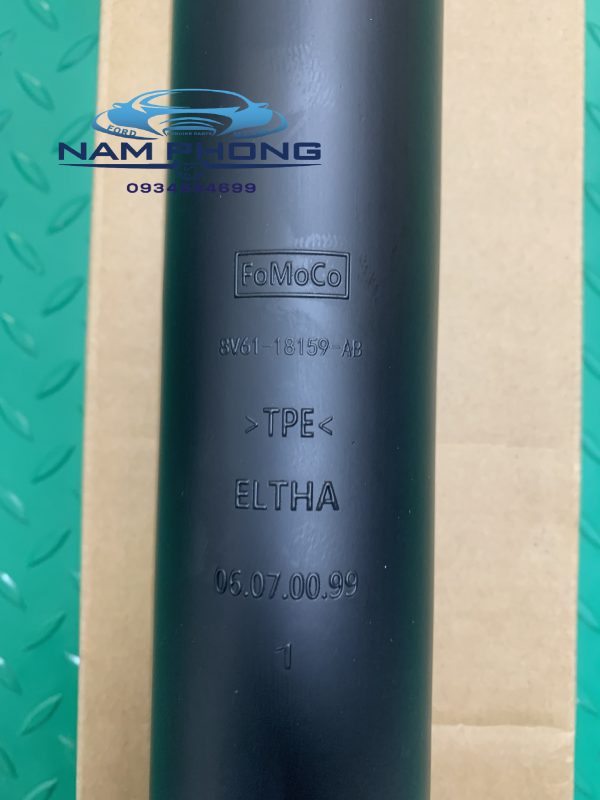 FORD
NAM PHONG
FoMoCo
8V61-18159-AB
>TPE<
ELTHA
06.07.00.99
1